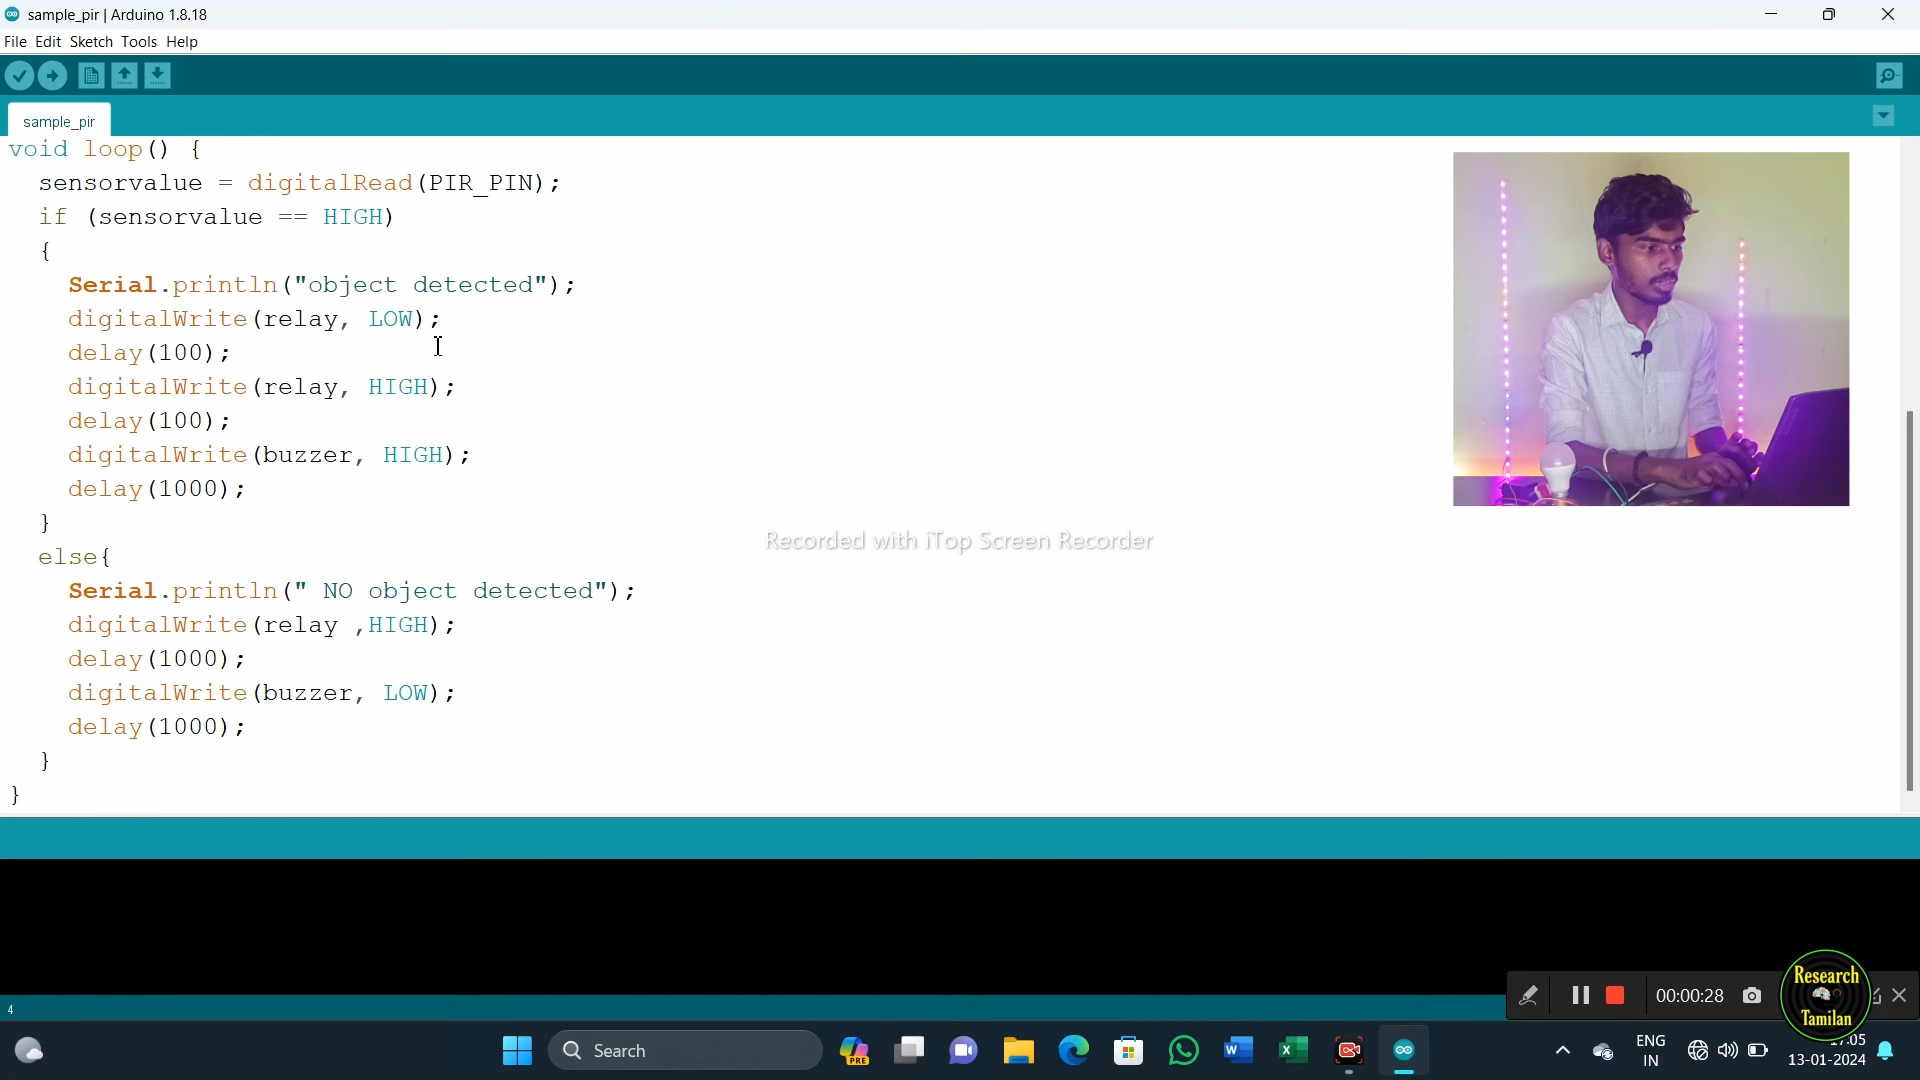 sample_pir | Arduino 1.8.18
File Edit Sketch Tools Help
sample_pir
void loop() {
sensorvalue = digitalRead(PIR_PIN);
if (sensorvalue == HIGH)
{
Serial.println("object detected");
digitalWrite(relay, LOW);
delay(100);
digitalWrite(relay, HIGH);
delay(100);
digitalWrite(buzzer, HIGH);
delay(1000);
}
else{
Serial.println(" NO object detected");
digitalWrite(relay ,HIGH);
delay(1000);
digitalWrite(buzzer, LOW);
delay(1000);
}
}
Recorded with iTop Screen Recorder
00:00:28
Research
Tamilan
4
Search
PRE
ENG
IN
13-01-2024